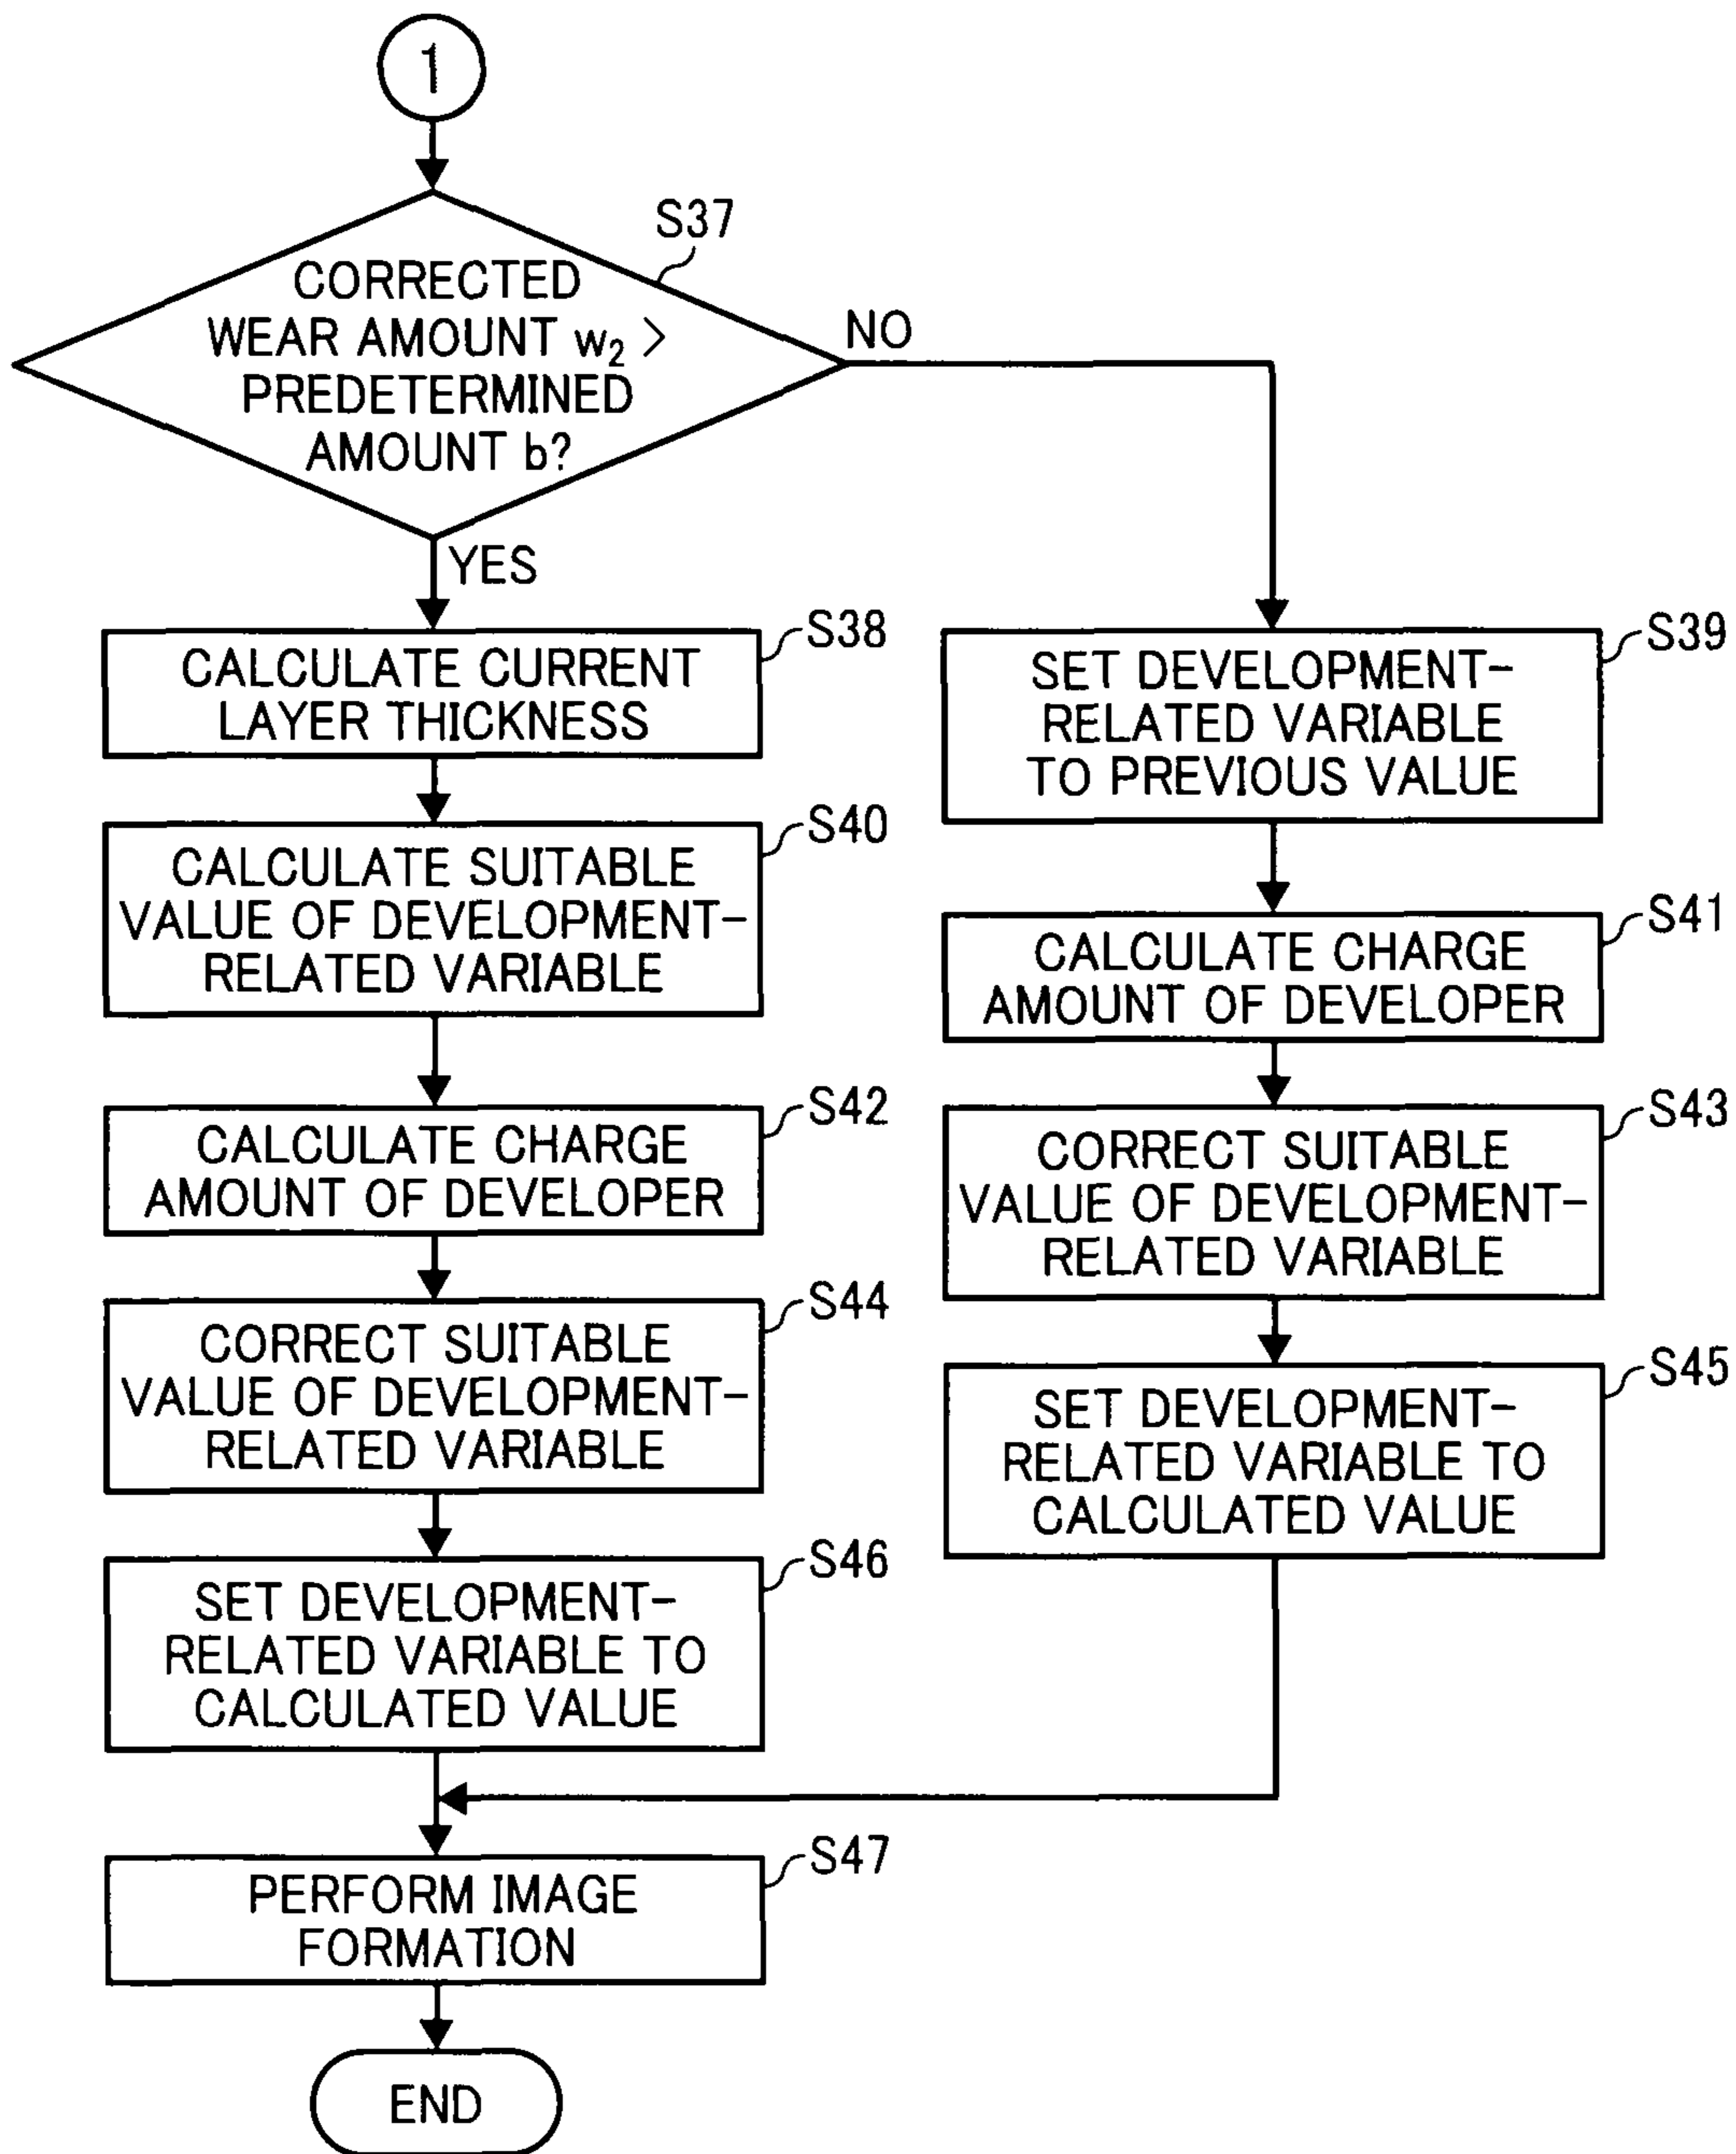 1
S37
CORRECTED
WEAR AMOUNT w₂ >
PREDETERMINED
AMOUNT b?
NO
YES
S38
CALCULATE CURRENT
LAYER THICKNESS
S39
SET DEVELOPMENT-
RELATED VARIABLE
TO PREVIOUS VALUE
S40
CALCULATE SUITABLE
VALUE OF DEVELOPMENT-
RELATED VARIABLE
S41
CALCULATE CHARGE
AMOUNT OF DEVELOPER
S42
CALCULATE CHARGE
AMOUNT OF DEVELOPER
S43
CORRECT SUITABLE
VALUE OF DEVELOPMENT-
RELATED VARIABLE
S44
CORRECT SUITABLE
VALUE OF DEVELOPMENT-
RELATED VARIABLE
S45
SET DEVELOPMENT-
RELATED VARIABLE TO
CALCULATED VALUE
S46
SET DEVELOPMENT-
RELATED VARIABLE TO
CALCULATED VALUE
S47
PERFORM IMAGE
FORMATION
END